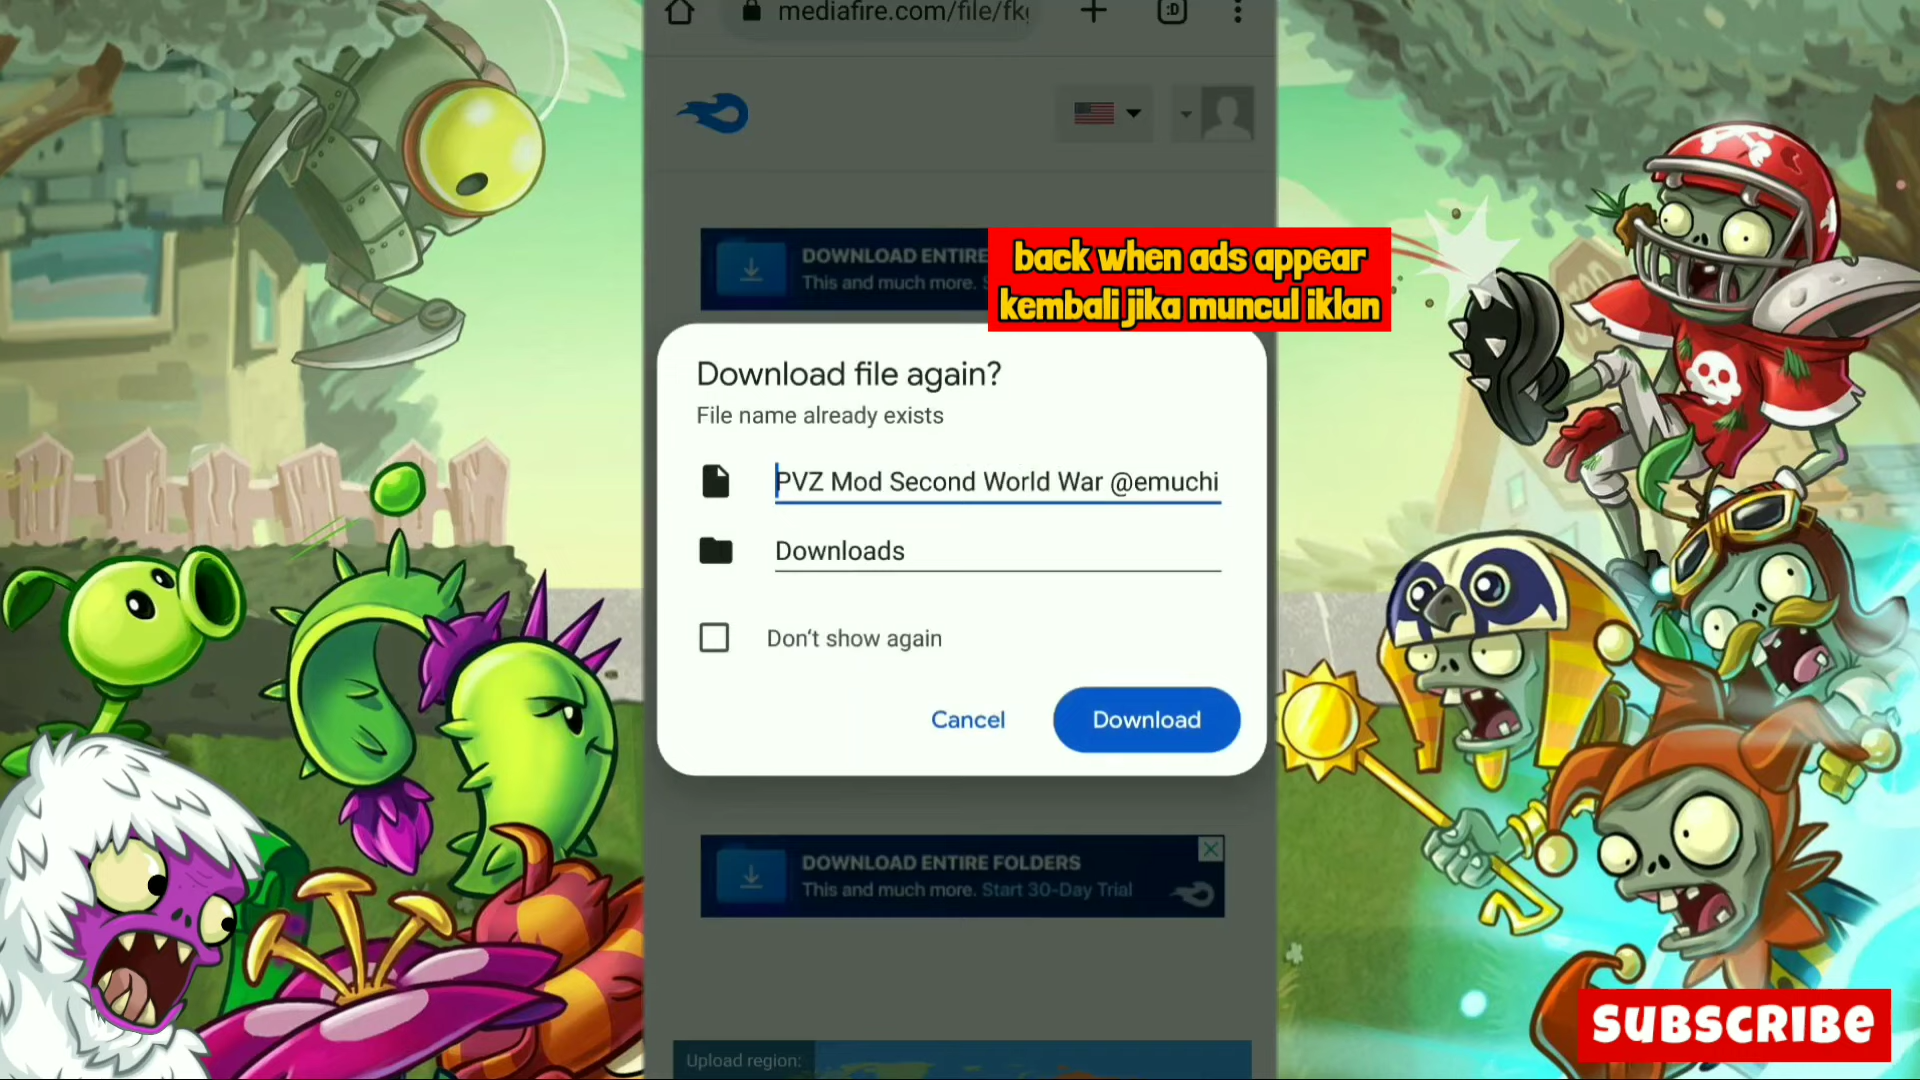 mediafire.com/file/fk
:D
DOWNLOAD ENTIRE
This and much more.
back when ads appear
kembali jika muncul iklan
Download file again?
File name already exists
PVZ Mod Second World War @emuchi
Downloads
Don't show again
Cancel
Download
DOWNLOAD ENTIRE FOLDERS
This and much more. Start 30-Day Trial
Upload region:
SUBSCRIBE